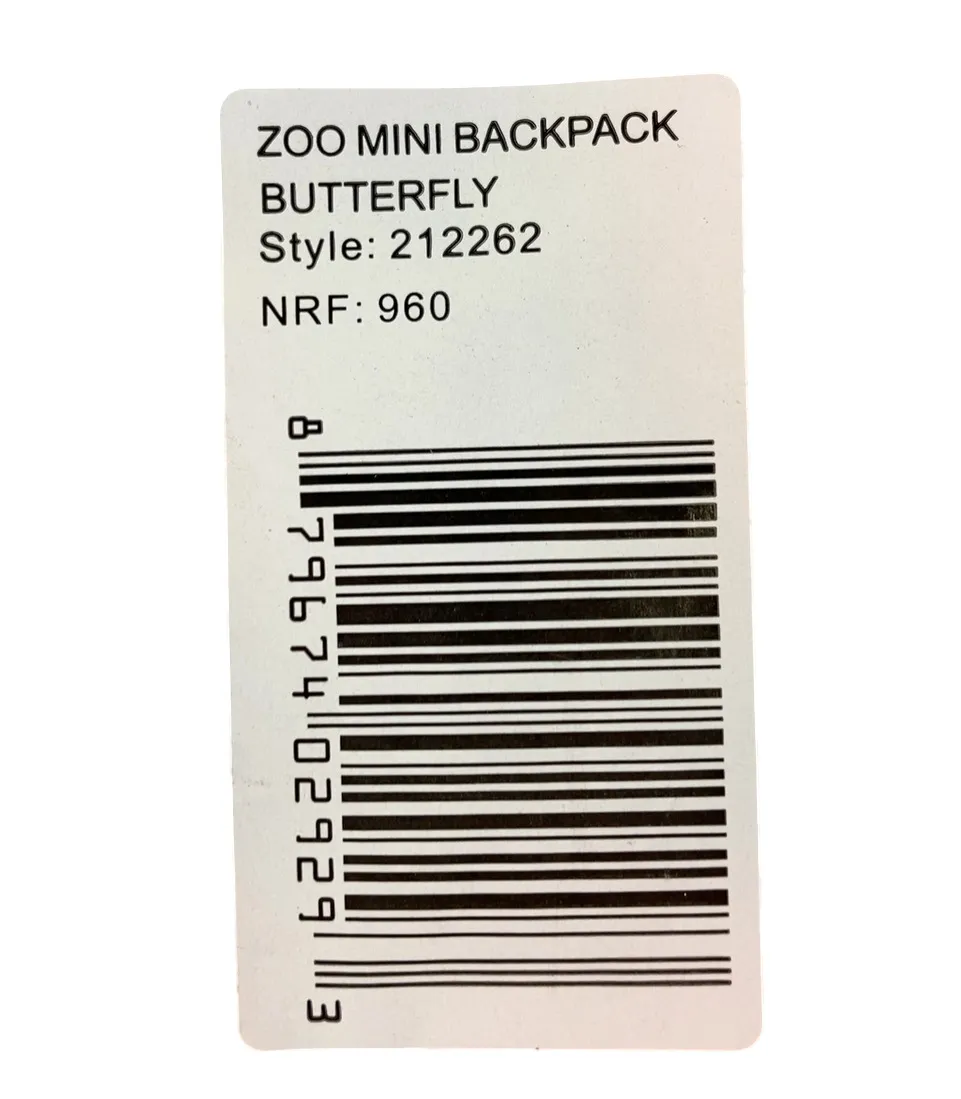 ZOO MINI BACKPACK
BUTTERFLY
Style: 212262
NRF: 960
8 79674 02929 3